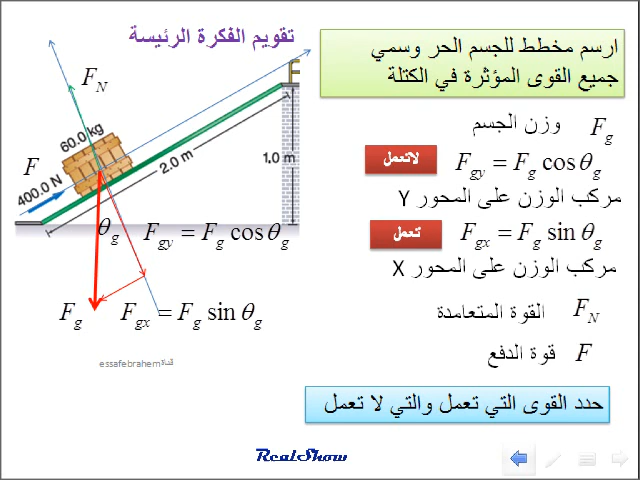 تقويم الفكرة الرئيسة
ارسم مخطط للجسم الحر وسمي
جميع القوى المؤثرة في الكتلة
وزن الجسم F_g
لاتعمل F_gy = F_g cos θ_g
مركب الوزن على المحور Y
تعمل F_gx = F_g sin θ_g
مركب الوزن على المحور X
القوة المتعامدة F_N
قوة الدفع F
حدد القوى التي تعمل والتي لا تعمل
F_N
F
60.0 kg
F
400.0 N
2.0 m
1.0 m
θ_g
F_gy = F_g cos θ_g
F_g
F_gx = F_g sin θ_g
قناة essafebrahem
RealShow